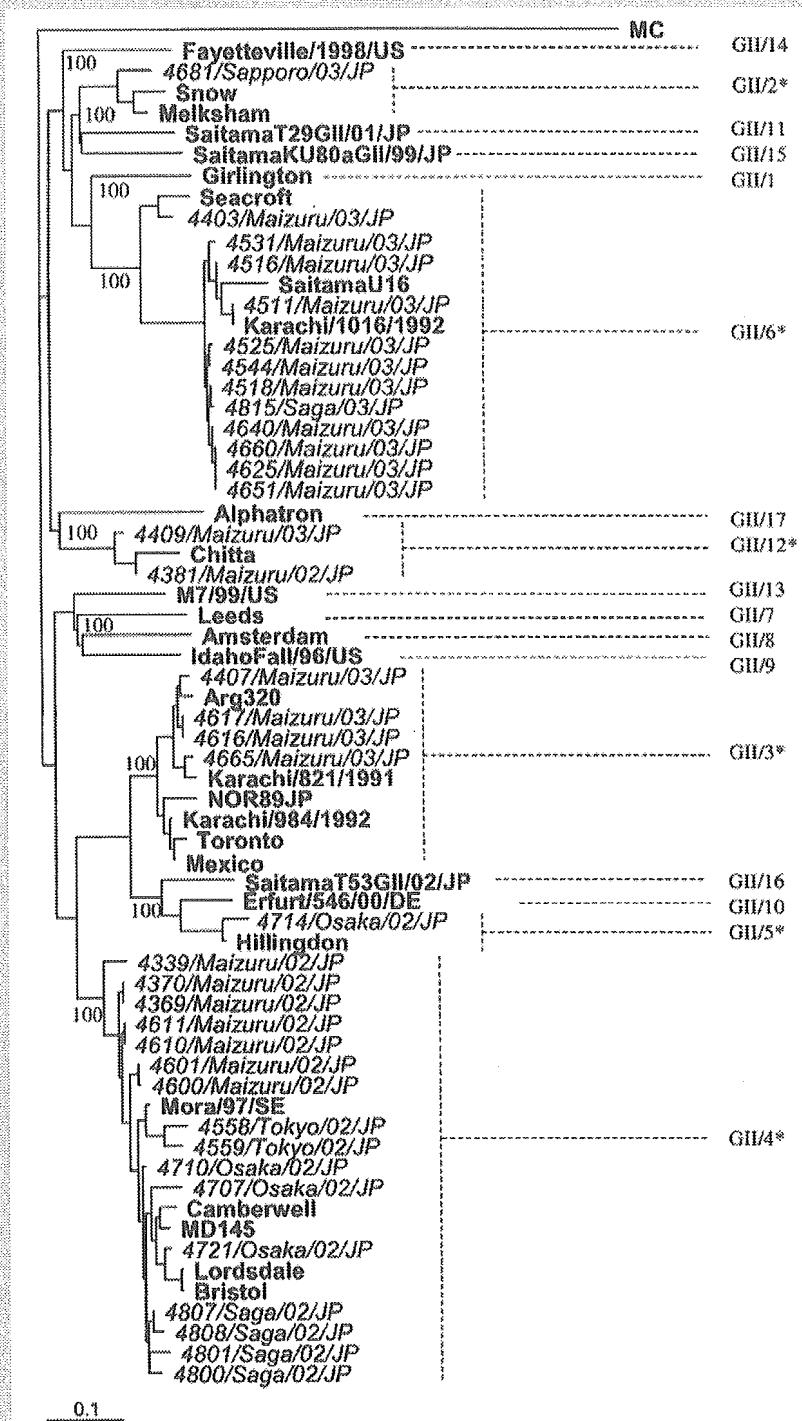 MC
Fayetteville/1998/US GII/14
100
4681/Sapporo/03/JP
Snow GII/2*
100
Melksham
SaitamaT29GII/01/JP GII/11
SaitamaKU80aGII/99/JP GII/15
Girlington GII/1
100
Seacroft
4403/Maizuru/03/JP
4531/Maizuru/03/JP
4516/Maizuru/03/JP
100
SaitamaU16
4511/Maizuru/03/JP
Karachi/1016/1992 GII/6*
4525/Maizuru/03/JP
4544/Maizuru/03/JP
4518/Maizuru/03/JP
4815/Saga/03/JP
4640/Maizuru/03/JP
4660/Maizuru/03/JP
4625/Maizuru/03/JP
4651/Maizuru/03/JP
Alphatron GII/17
100
4409/Maizuru/03/JP
Chitta GII/12*
4381/Maizuru/02/JP
M7/99/US GII/13
Leeds GII/7
100
Amsterdam GII/8
IdahoFall/96/US GII/9
4407/Maizuru/03/JP
Arg320
4617/Maizuru/03/JP
4616/Maizuru/03/JP
4665/Maizuru/03/JP GII/3*
100
Karachi/821/1991
NOR89JP
Karachi/984/1992
Toronto
Mexico
SaitamaT53GII/02/JP GII/16
Erfurt/546/00/DE GII/10
100
4714/Osaka/02/JP GII/5*
Hillingdon
4339/Maizuru/02/JP
4370/Maizuru/02/JP
4369/Maizuru/02/JP
100
4611/Maizuru/02/JP
4610/Maizuru/02/JP
4601/Maizuru/02/JP
4600/Maizuru/02/JP
Mora/97/SE
4558/Tokyo/02/JP GII/4*
4559/Tokyo/02/JP
4710/Osaka/02/JP
4707/Osaka/02/JP
Camberwell
MD145
4721/Osaka/02/JP
Lordsdale
Bristol
4807/Saga/02/JP
4808/Saga/02/JP
4801/Saga/02/JP
4800/Saga/02/JP
0.1